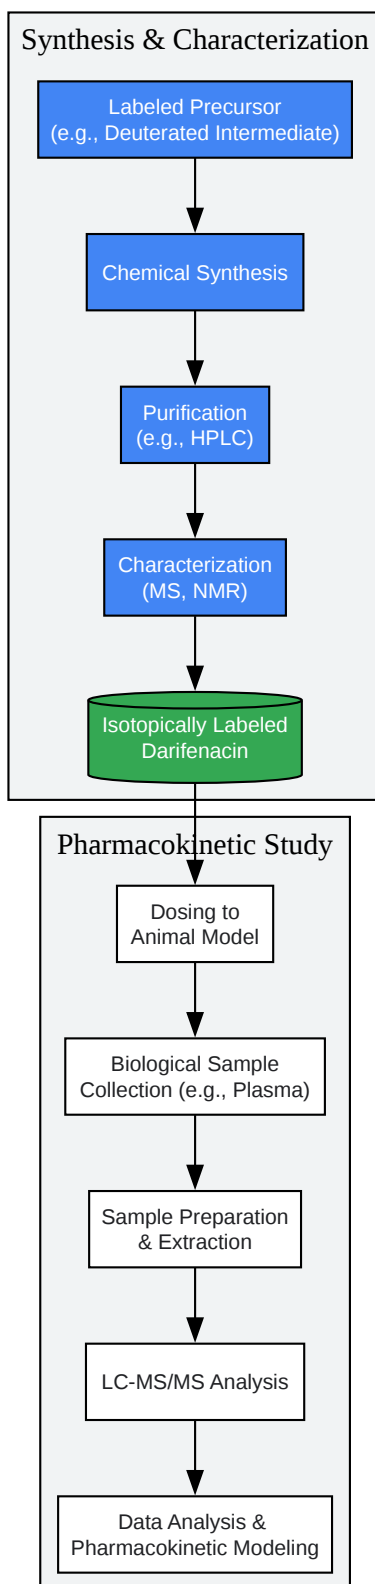 Synthesis & Characterization
Labeled Precursor
(e.g., Deuterated Intermediate)
Chemical Synthesis
Purification
(e.g., HPLC)
Characterization
(MS, NMR)
Isotopically Labeled
Darifenacin
Pharmacokinetic Study
Dosing to
Animal Model
Biological Sample
Collection (e.g., Plasma)
Sample Preparation
& Extraction
LC-MS/MS Analysis
Data Analysis &
Pharmacokinetic Modeling